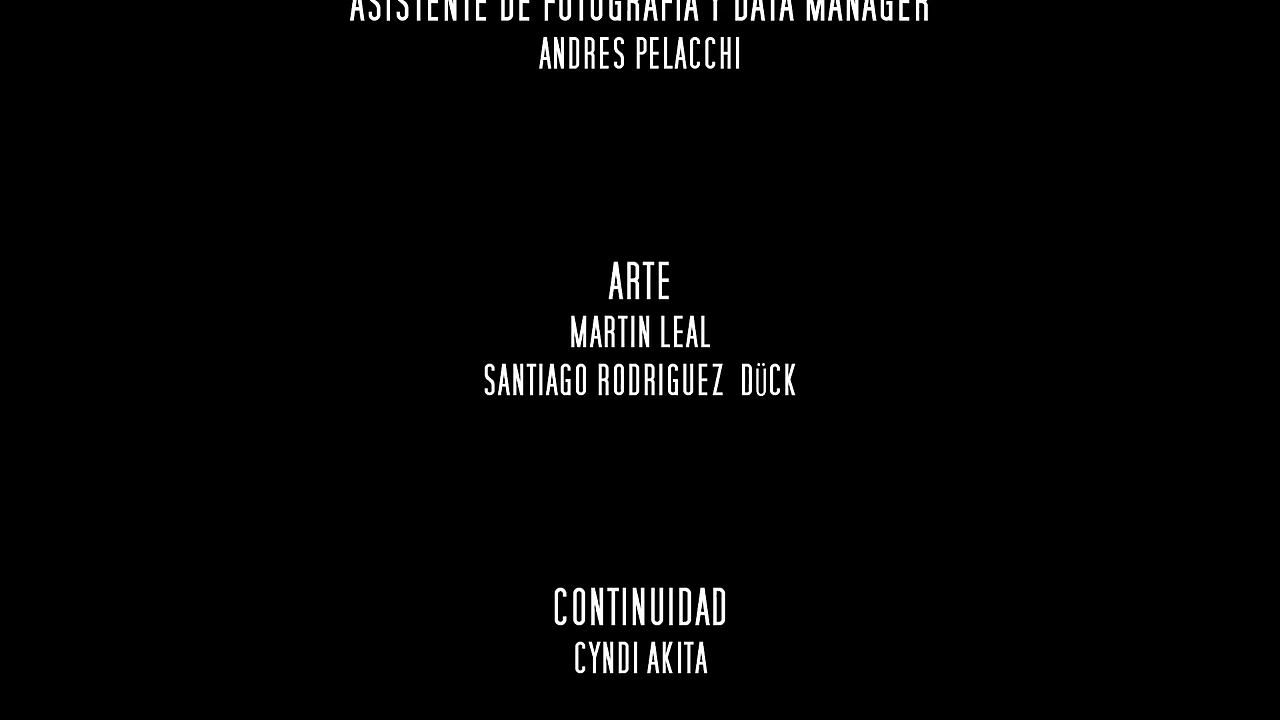 ASISTENTE DE FOTOGRAFIA Y DATA MANAGER
ANDRES PELACCHI
ARTE
MARTIN LEAL
SANTIAGO RODRIGUEZ DÜCK
CONTINUIDAD
CYNDI AKITA